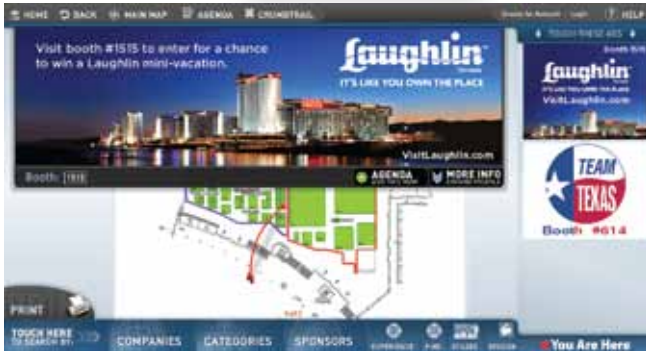 HOME BACK MAIN MAP AGENDA CRUMBTRAIL
Login HELP
TOUCH THESE ADS
Visit booth #1515 to enter for a chance
to win a Laughlin mini-vacation.
Laughlin
IT'S LIKE YOU OWN THE PLACE
VisitLaughlin.com
Booth: [1515]
AGENDA
MORE INFO
Laughlin
VisitLaughlin.com
TEAM
TEXAS
Booth #614
PRINT
TOUCH HERE
TO SEARCH BY:
COMPANIES CATEGORIES SPONSORS
You Are Here